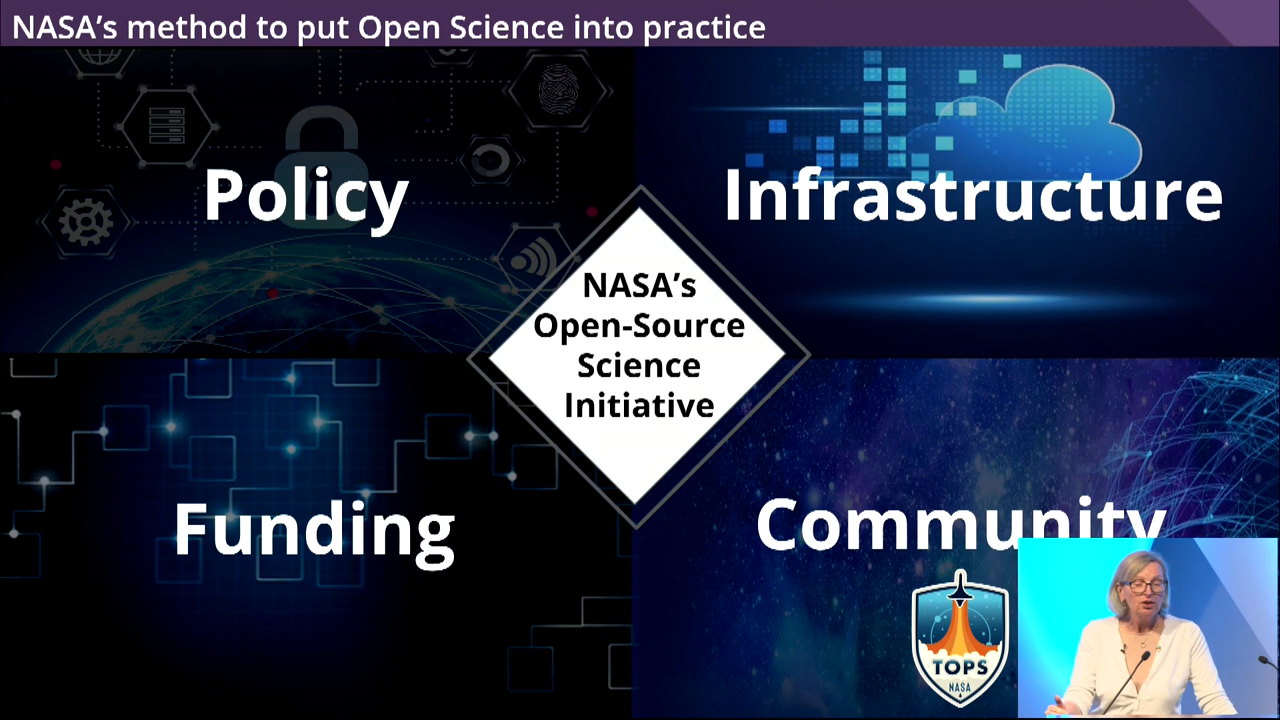 NASA’s method to put Open Science into practice
Policy
Infrastructure
NASA’s
Open-Source
Science
Initiative
Funding
Community
TOPS
NASA